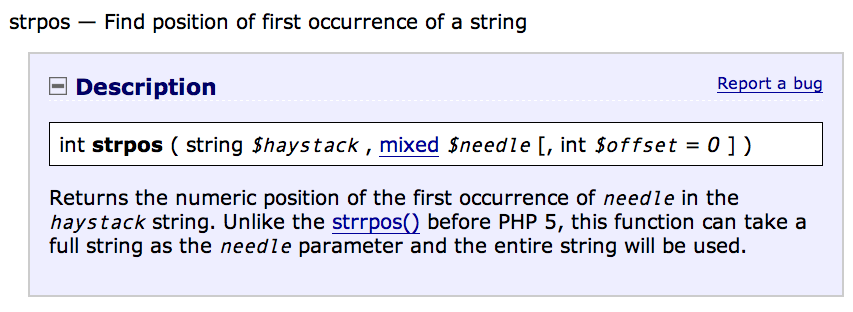 strpos — Find position of first occurrence of a string
Description
Report a bug
int strpos ( string $haystack , mixed $needle [, int $offset = 0 ] )
Returns the numeric position of the first occurrence of needle in the
haystack string. Unlike the strrpos() before PHP 5, this function can take a
full string as the needle parameter and the entire string will be used.